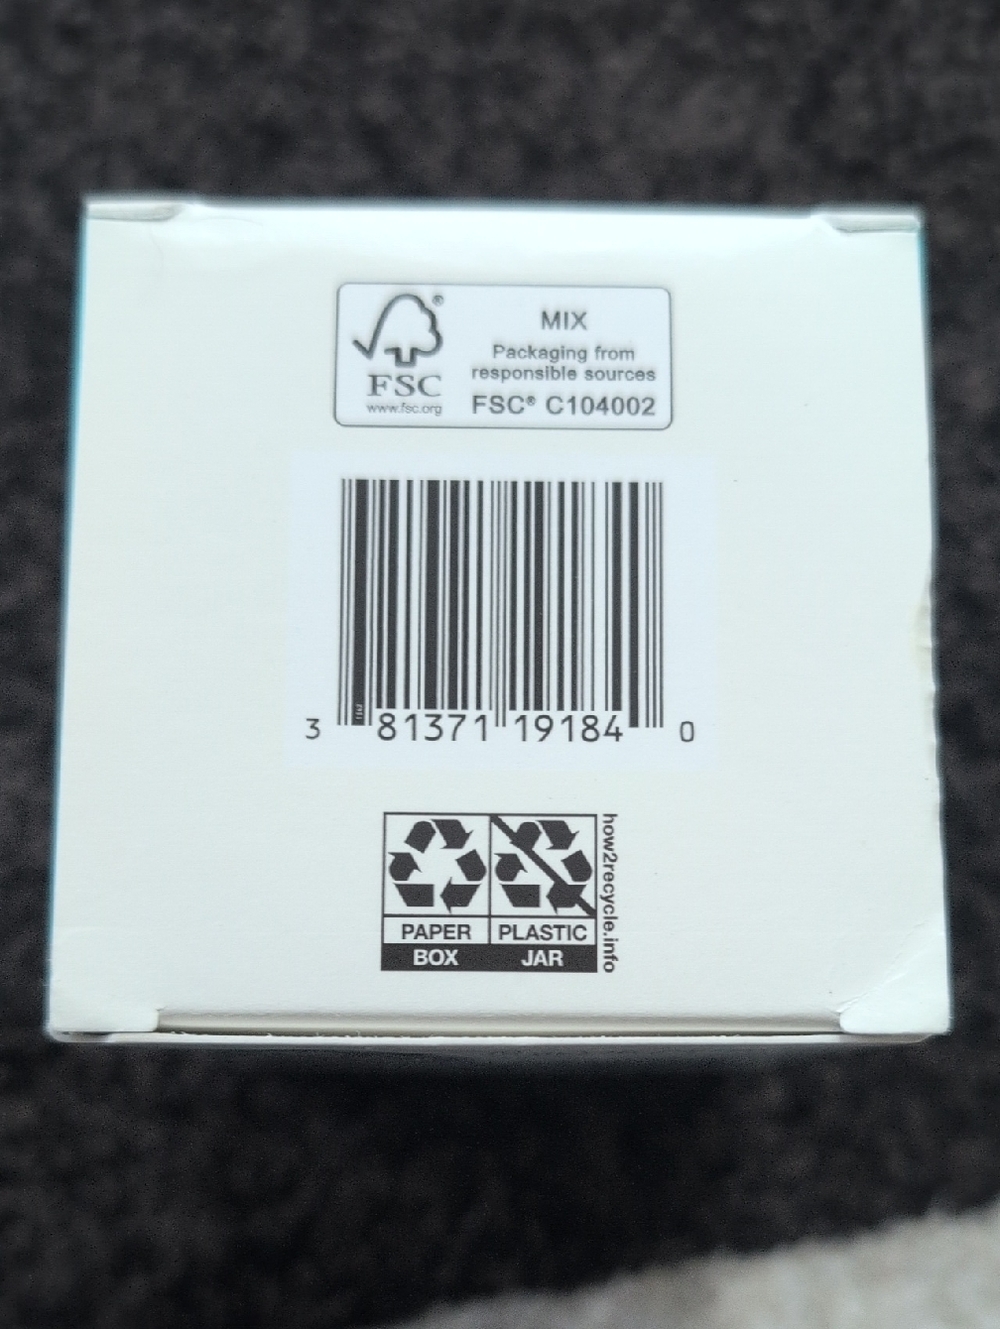 MIX
Packaging from
responsible sources
FSC® C104002
FSC
www.fsc.org
3 81371 19184 0
PAPER PLASTIC
BOX JAR
how2recycle.info